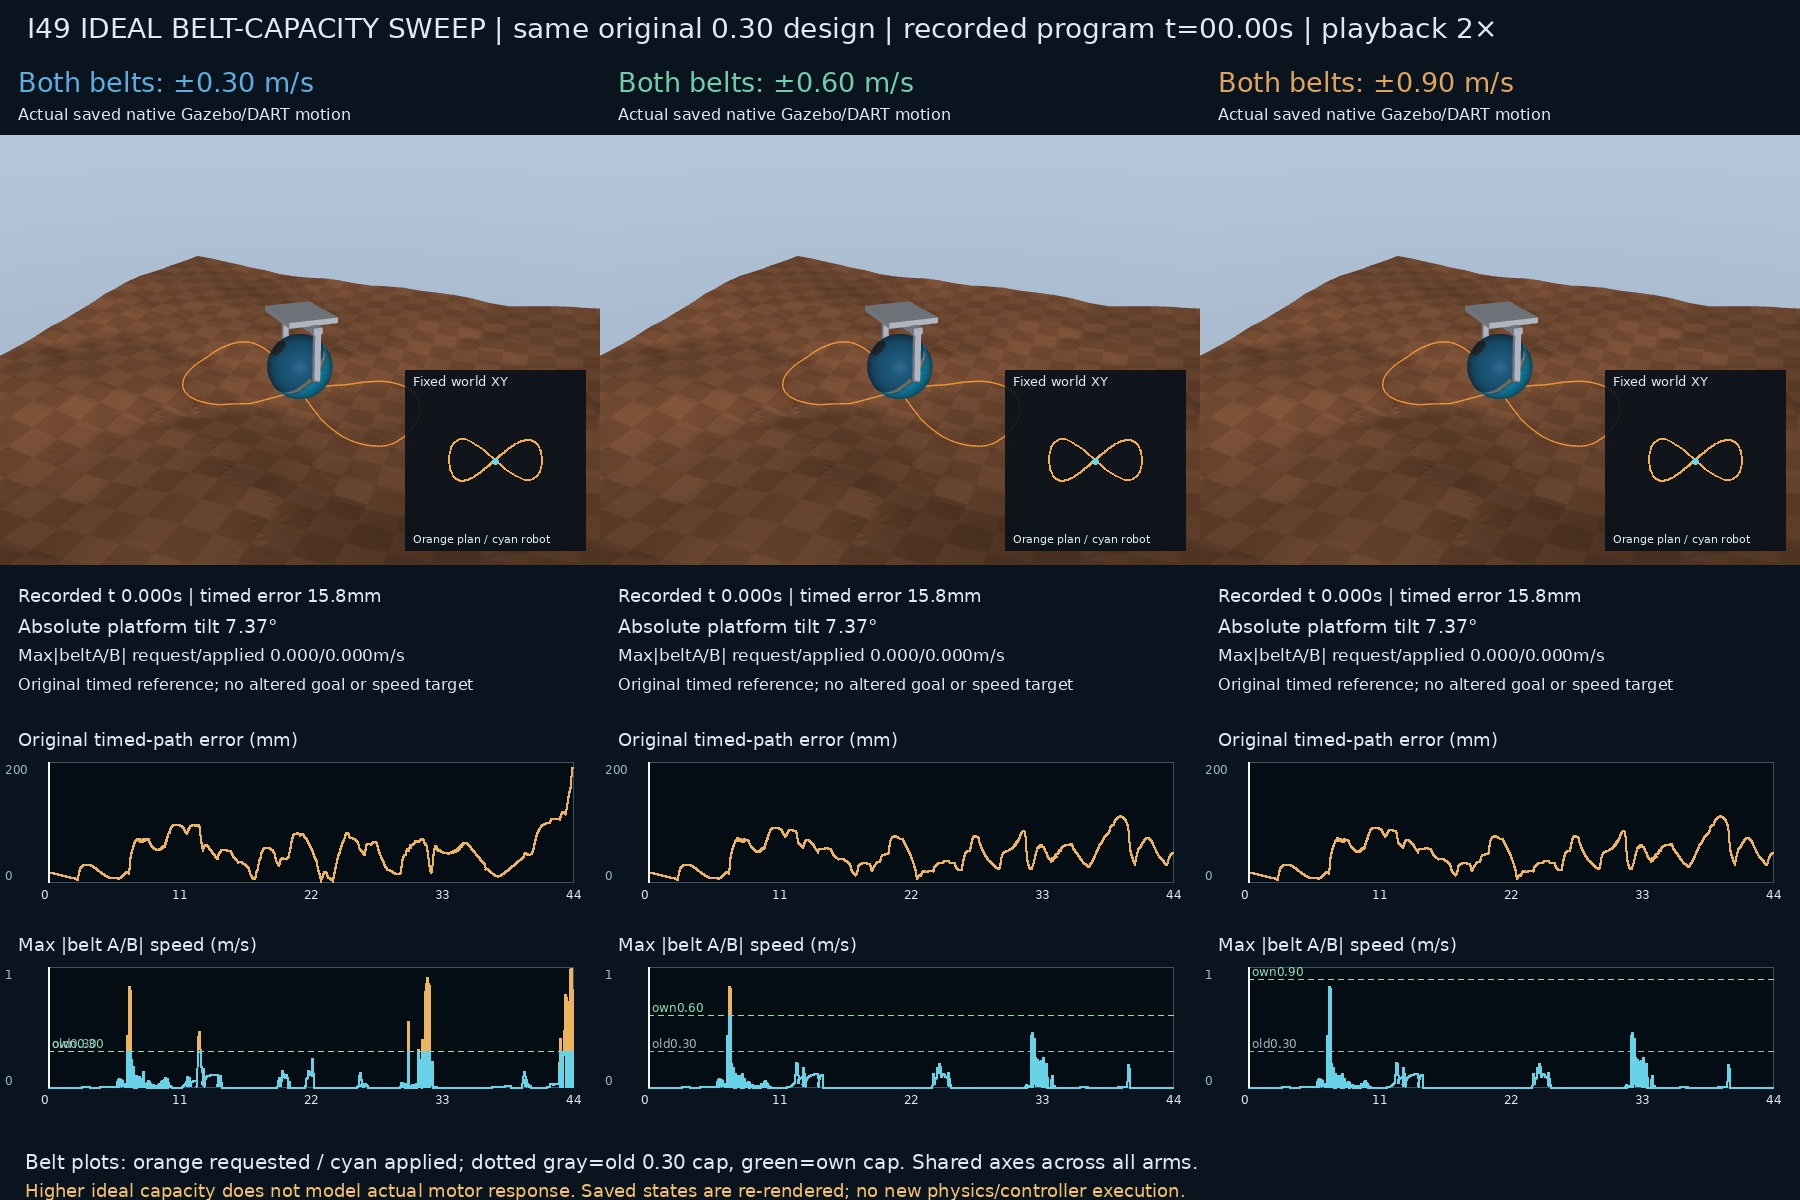 I49 IDEAL BELT-CAPACITY SWEEP | same original 0.30 design | recorded program t=00.00s | playback 2×
Both belts: ±0.30 m/s
Actual saved native Gazebo/DART motion
Both belts: ±0.60 m/s
Actual saved native Gazebo/DART motion
Both belts: ±0.90 m/s
Actual saved native Gazebo/DART motion
Fixed world XY
Orange plan / cyan robot
Fixed world XY
Orange plan / cyan robot
Fixed world XY
Orange plan / cyan robot
Recorded t 0.000s | timed error 15.8mm
Absolute platform tilt 7.37°
Max|beltA/B| request/applied 0.000/0.000m/s
Original timed reference; no altered goal or speed target
Recorded t 0.000s | timed error 15.8mm
Absolute platform tilt 7.37°
Max|beltA/B| request/applied 0.000/0.000m/s
Original timed reference; no altered goal or speed target
Recorded t 0.000s | timed error 15.8mm
Absolute platform tilt 7.37°
Max|beltA/B| request/applied 0.000/0.000m/s
Original timed reference; no altered goal or speed target
Original timed-path error (mm)
200
0
0 11 22 33 44
Original timed-path error (mm)
200
0
0 11 22 33 44
Original timed-path error (mm)
200
0
0 11 22 33 44
Max |belt A/B| speed (m/s)
1
0
0 11 22 33 44
Max |belt A/B| speed (m/s)
1
own0.60
old0.30
0
0 11 22 33 44
Max |belt A/B| speed (m/s)
1
own0.90
old0.30
0
0 11 22 33 44
Belt plots: orange requested / cyan applied; dotted gray=old 0.30 cap, green=own cap. Shared axes across all arms.
Higher ideal capacity does not model actual motor response. Saved states are re-rendered; no new physics/controller execution.